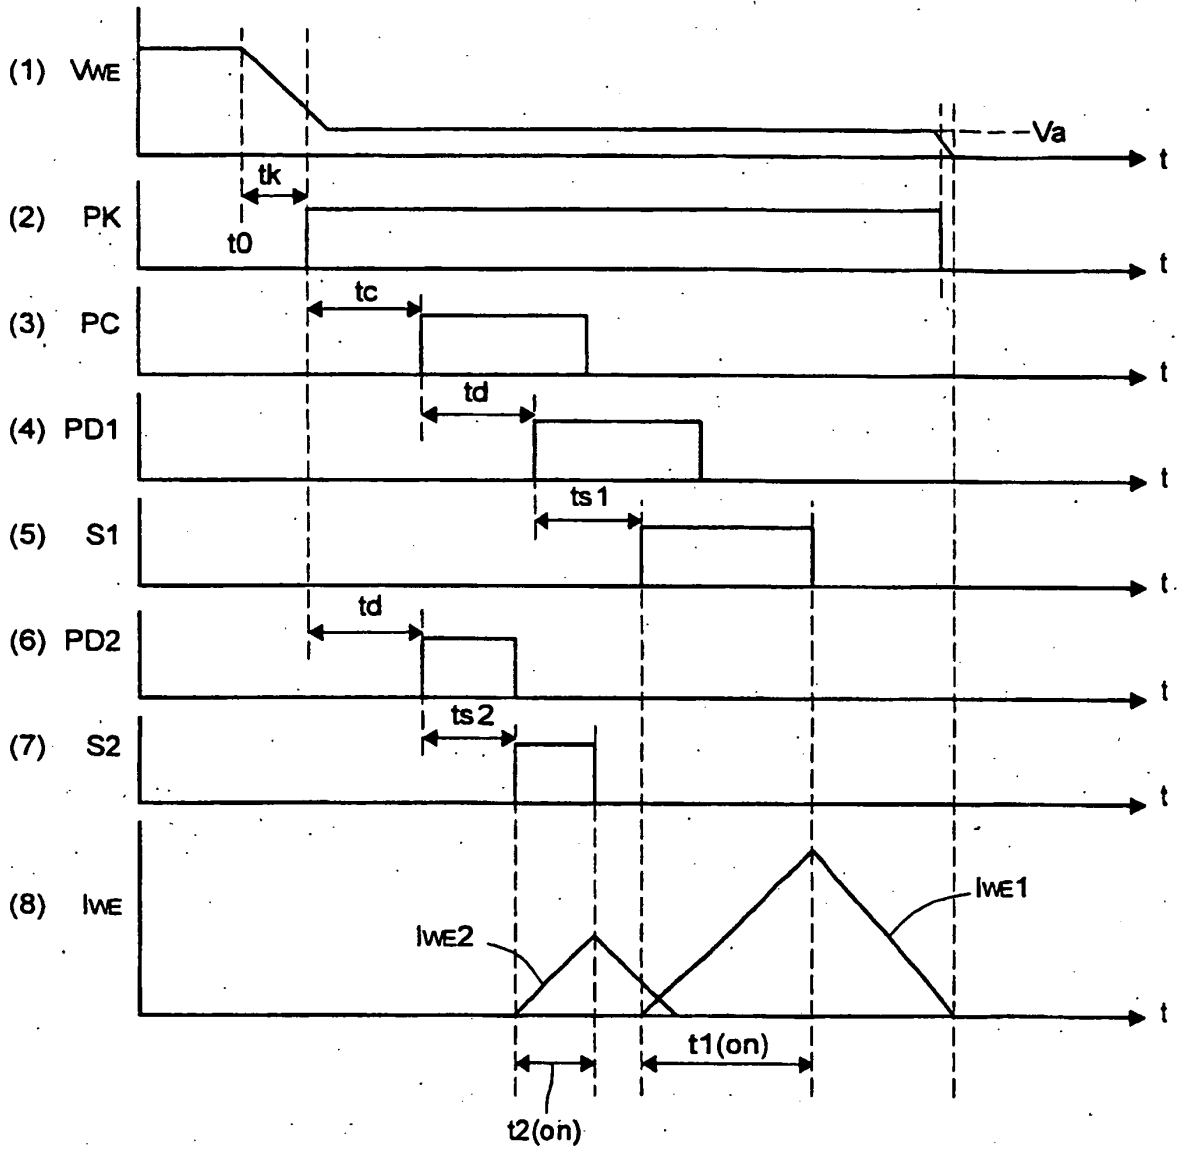 (1) VWE
Va
t
tk
(2) PK
t0
t
tc
(3) PC
t
td
(4) PD1
t
ts1
(5) S1
t
td
(6) PD2
t
ts2
(7) S2
t
(8) IWE
IWE1
IWE2
t
t1(on)
t2(on)